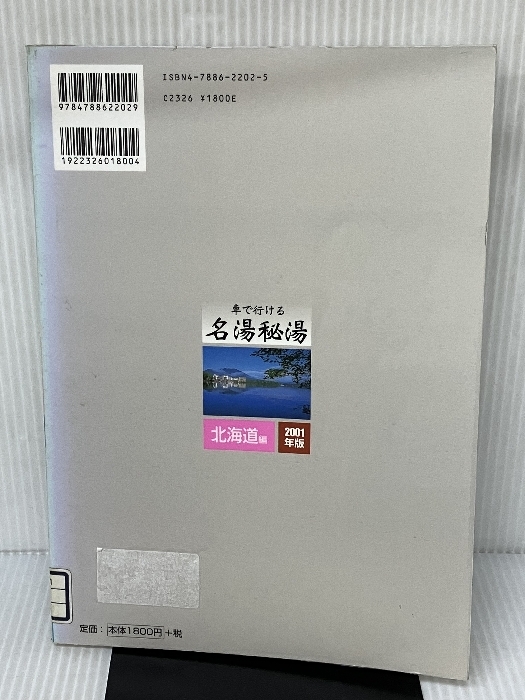 ISBN4-7886-2202-5
9784788622029
C2326 ¥1800E
1922326018004
車で行ける
名湯秘湯
北海道編
2001
年版
定価：本体1800円+税